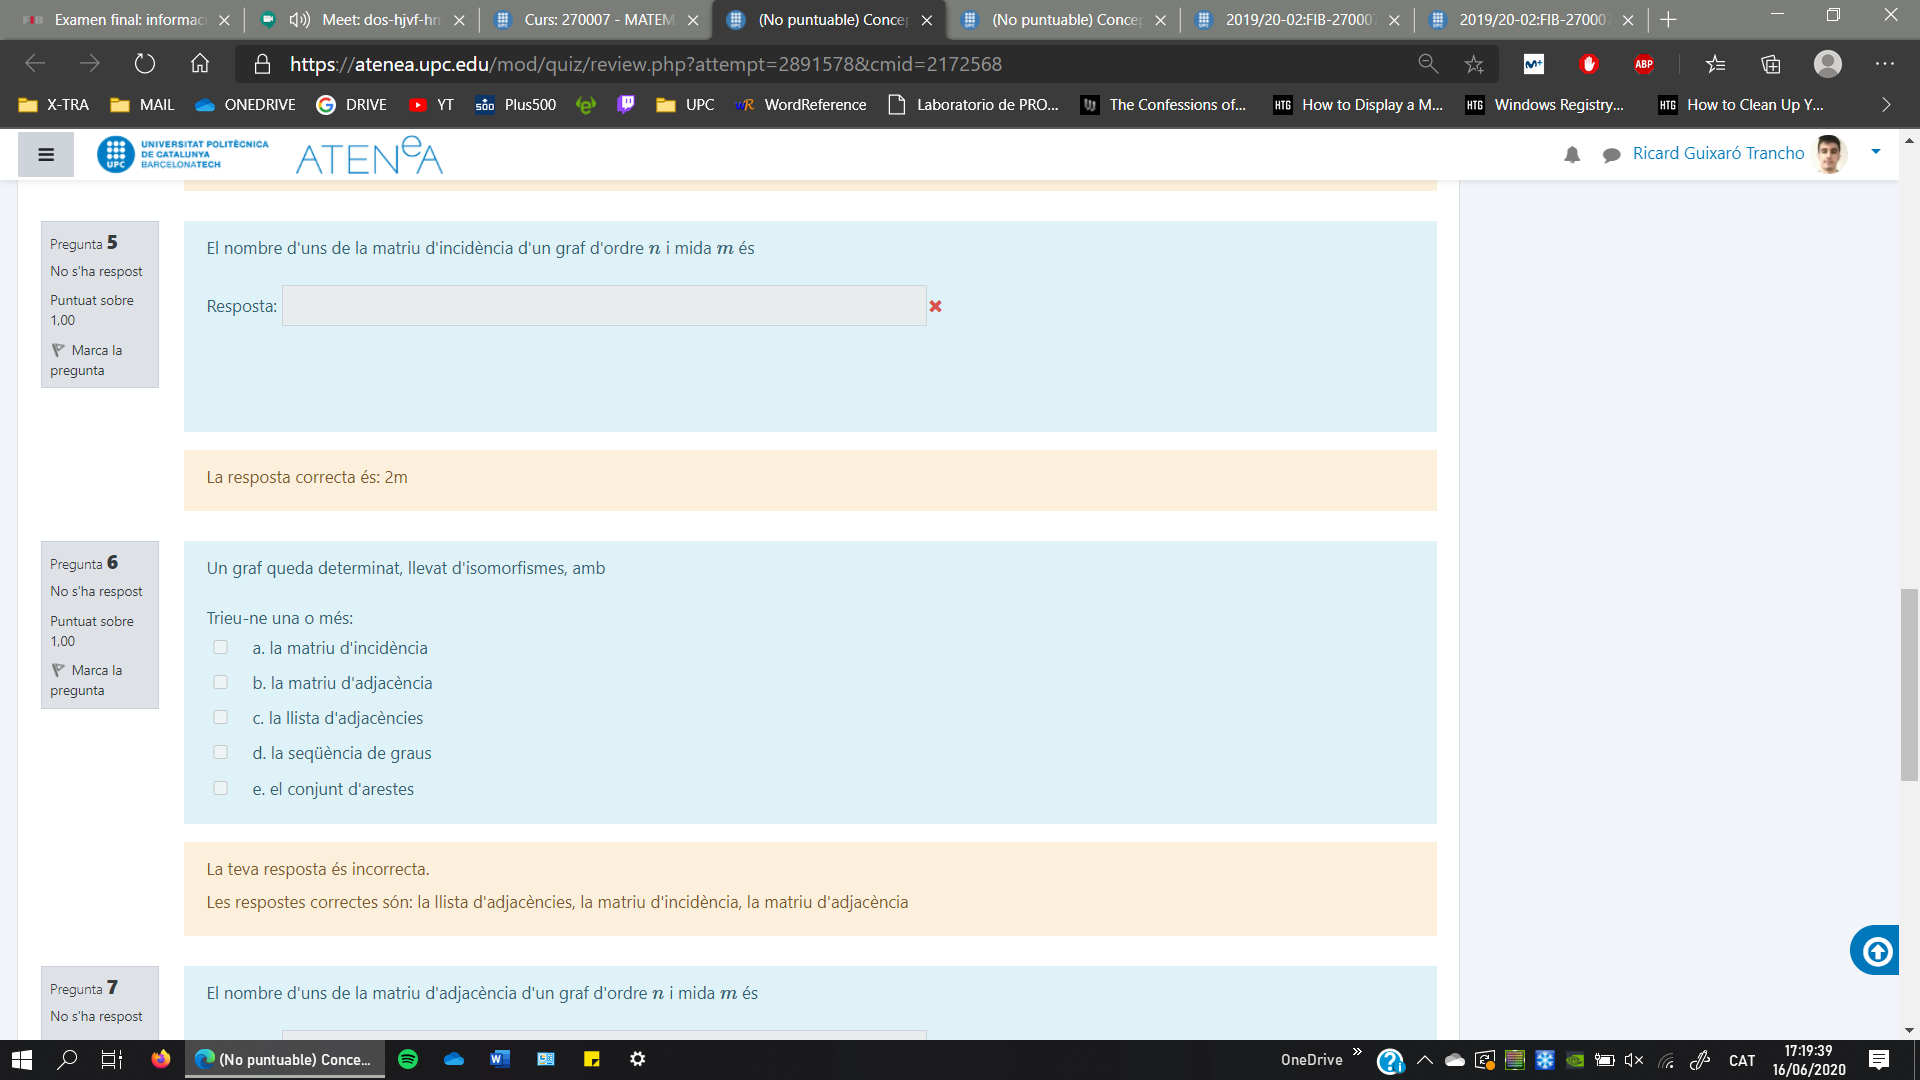 Examen final: informac
Meet: dos-hjvf-hn
Curs: 270007 - MATEM
(No puntuable) Concep
(No puntuable) Concep
2019/20-02:FIB-270007
2019/20-02:FIB-270007
https://atenea.upc.edu/mod/quiz/review.php?attempt=2891578&cmid=2172568
ABP
X-TRA
MAIL
ONEDRIVE
DRIVE
YT
Plus500
UPC
WordReference
Laboratorio de PRO...
The Confessions of...
HTG How to Display a M...
HTG Windows Registry...
HTG How to Clean Up Y...
UPC
UNIVERSITAT POLITÈCNICA
DE CATALUNYA
BARCELONATECH
ATENeA
Ricard Guixaró Trancho
Pregunta 5
No s'ha respost
Puntuat sobre
1,00
Marca la
pregunta
El nombre d'uns de la matriu d'incidència d'un graf d'ordre n i mida m és
Resposta:
La resposta correcta és: 2m
Pregunta 6
No s'ha respost
Puntuat sobre
1,00
Marca la
pregunta
Un graf queda determinat, llevat d'isomorfismes, amb
Trieu-ne una o més:
a. la matriu d'incidència
b. la matriu d'adjacència
c. la llista d'adjacències
d. la seqüència de graus
e. el conjunt d'arestes
La teva resposta és incorrecta.
Les respostes correctes són: la llista d'adjacències, la matriu d'incidència, la matriu d'adjacència
Pregunta 7
No s'ha respost
El nombre d'uns de la matriu d'adjacència d'un graf d'ordre n i mida m és
(No puntuable) Conce...
OneDrive
CAT
17:19:39
16/06/2020